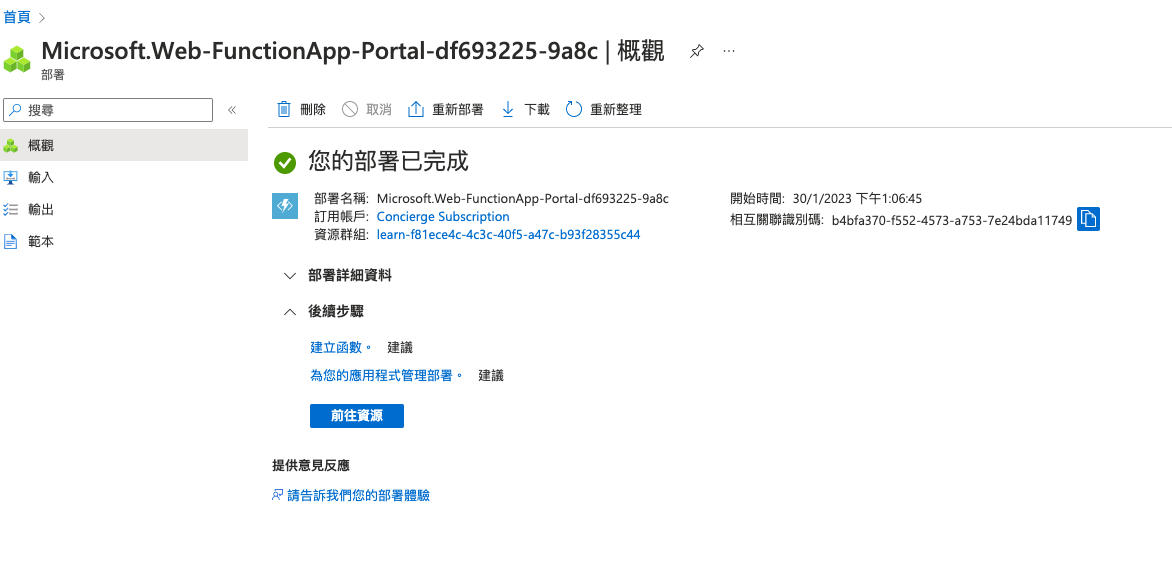 首頁
Microsoft.Web-FunctionApp-Portal-df693225-9a8c | 概觀
部署
搜尋
概觀
輸入
輸出
範本
刪除 取消 重新部署 下載 重新整理
您的部署已完成
部署名稱: Microsoft.Web-FunctionApp-Portal-df693225-9a8c
訂用帳戶: Concierge Subscription
資源群組: learn-f81ece4c-4c3c-40f5-a47c-b93f28355c44
開始時間: 30/1/2023 下午1:06:45
相互關聯識別碼: b4bfa370-f552-4573-a753-7e24bda11749
部署詳細資料
後續步驟
建立函數。 建議
為您的應用程式管理部署。 建議
前往資源
提供意見反應
請告訴我們您的部署體驗